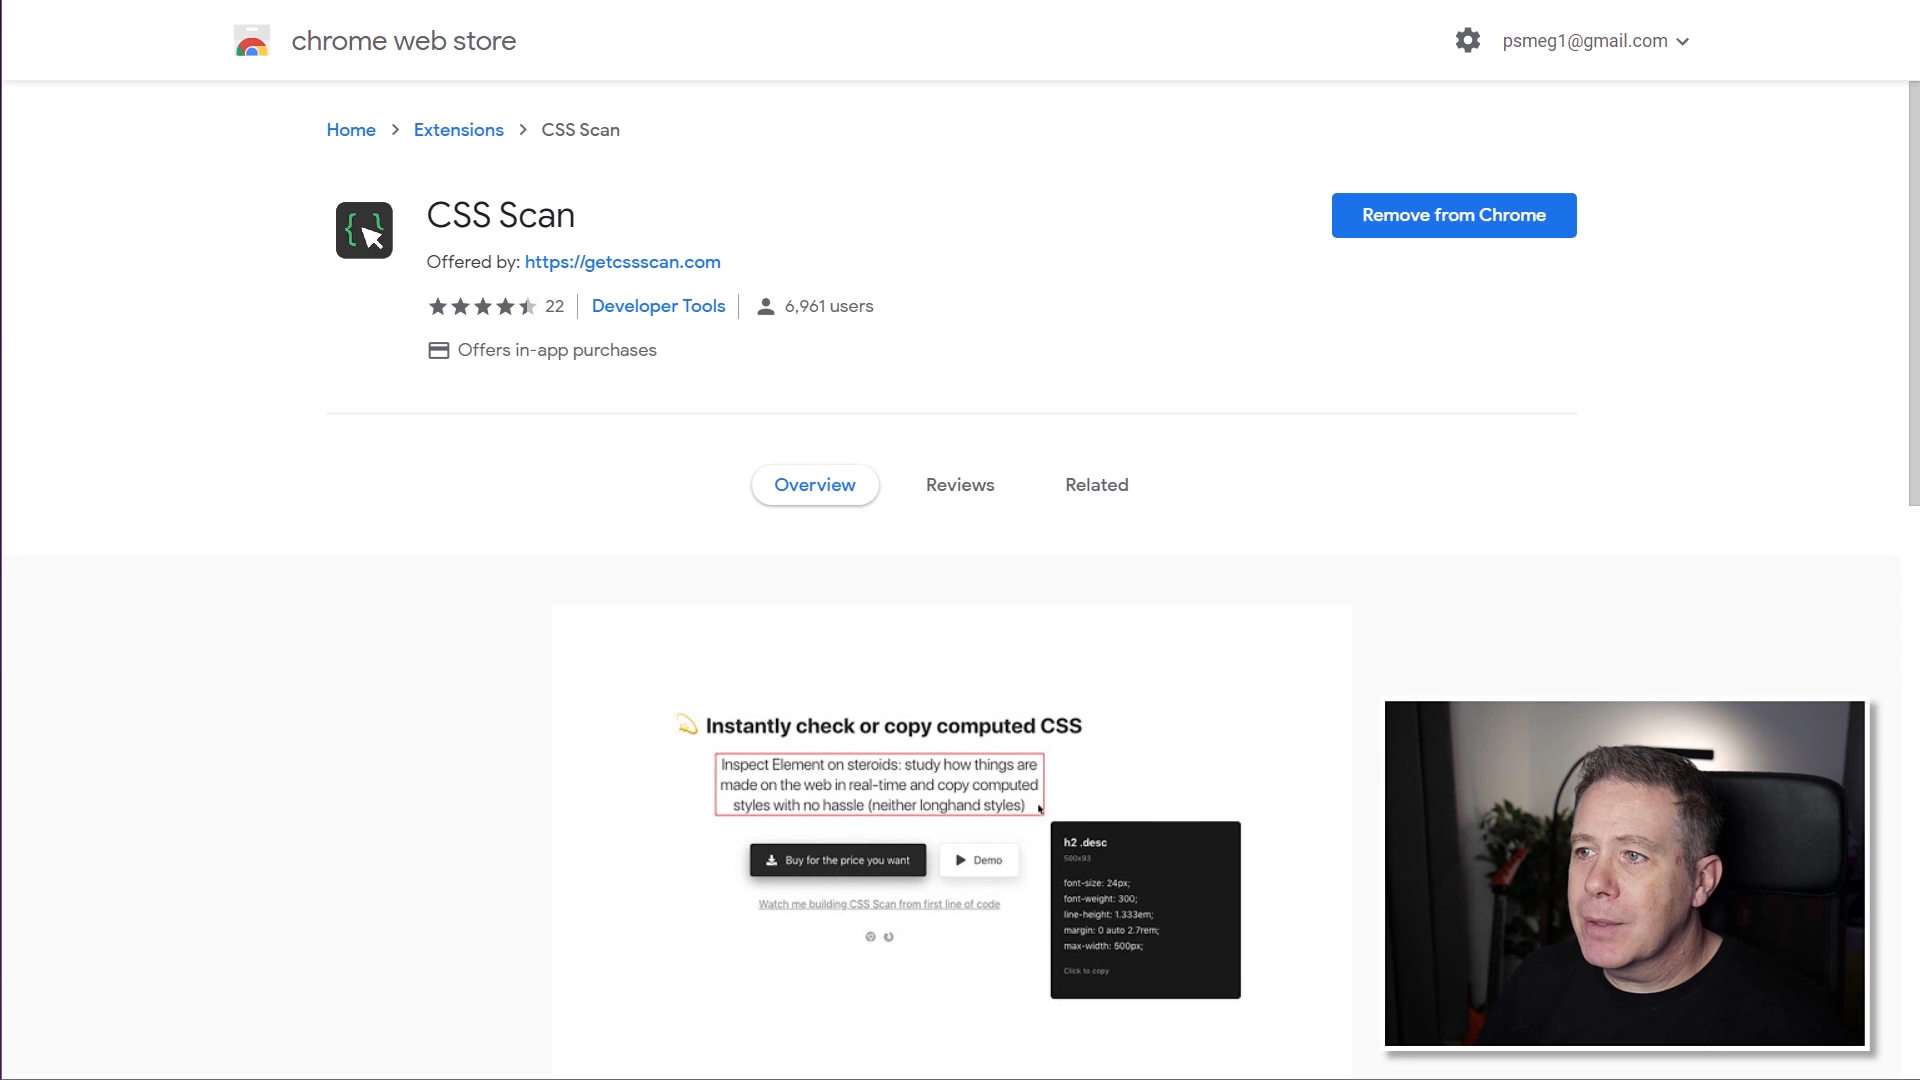 chrome web store
psmeg1@gmail.com
Home > Extensions > CSS Scan
CSS Scan
Remove from Chrome
Offered by: https://getcssscan.com
22 Developer Tools 6,961 users
Offers in-app purchases
Overview Reviews Related
Instantly check or copy computed CSS
Inspect Element on steroids: study how things are
made on the web in real-time and copy computed
styles with no hassle (neither longhand styles)
Buy for the price you want Demo
Watch me building CSS Scan from first line of code
h2 .desc
500x93
font-size: 24px;
font-weight: 300;
line-height: 1.333em;
margin: 0 auto 2.7rem;
max-width: 500px;
Click to copy